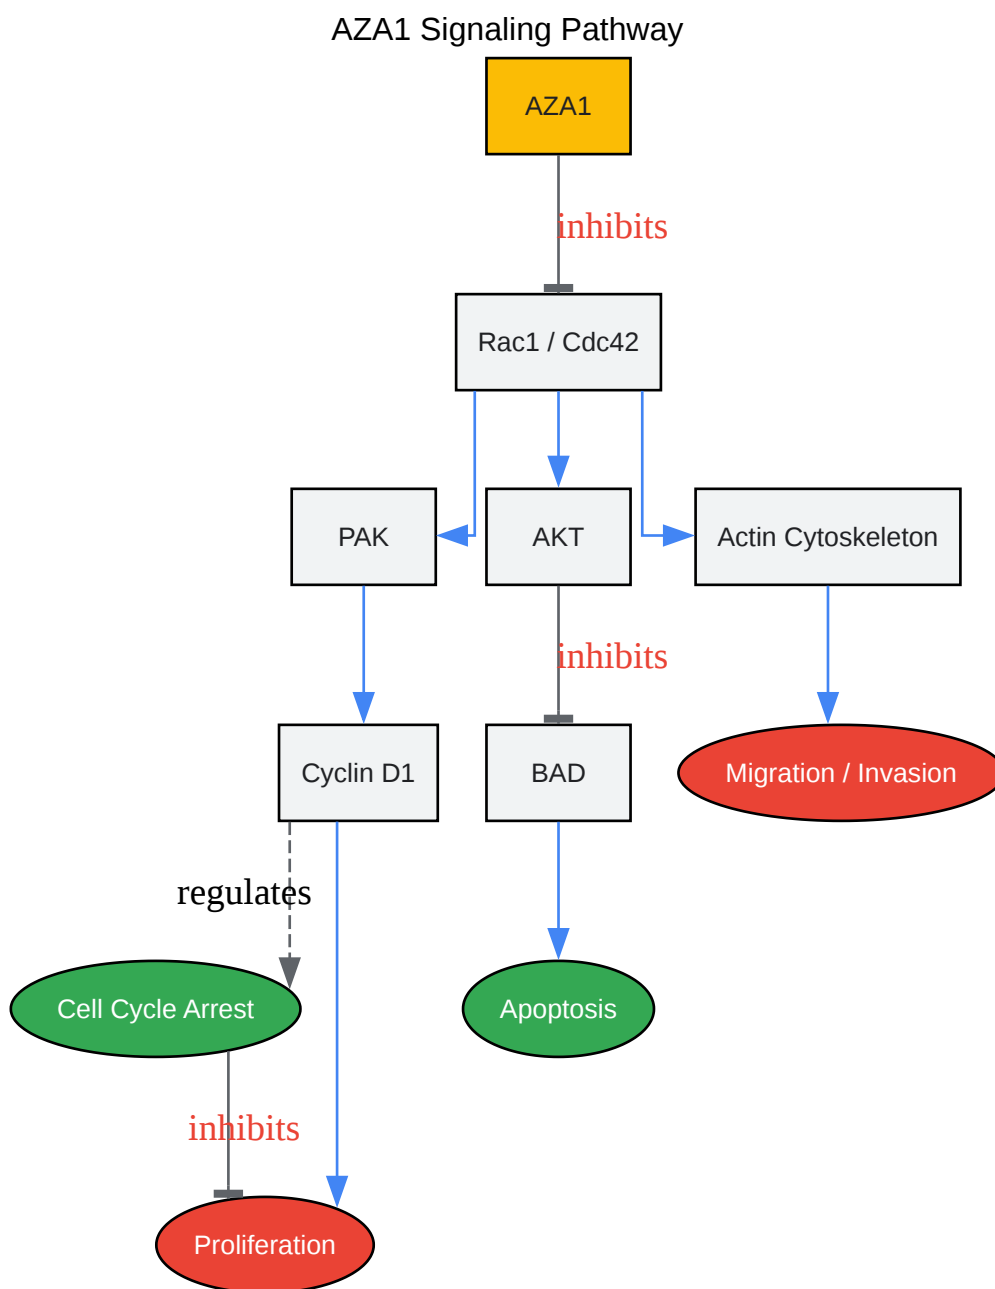 AZA1 Signaling Pathway
AZA1
inhibits
Rac1 / Cdc42
PAK
AKT
Actin Cytoskeleton
inhibits
Cyclin D1
BAD
Migration / Invasion
regulates
Cell Cycle Arrest
Apoptosis
inhibits
Proliferation